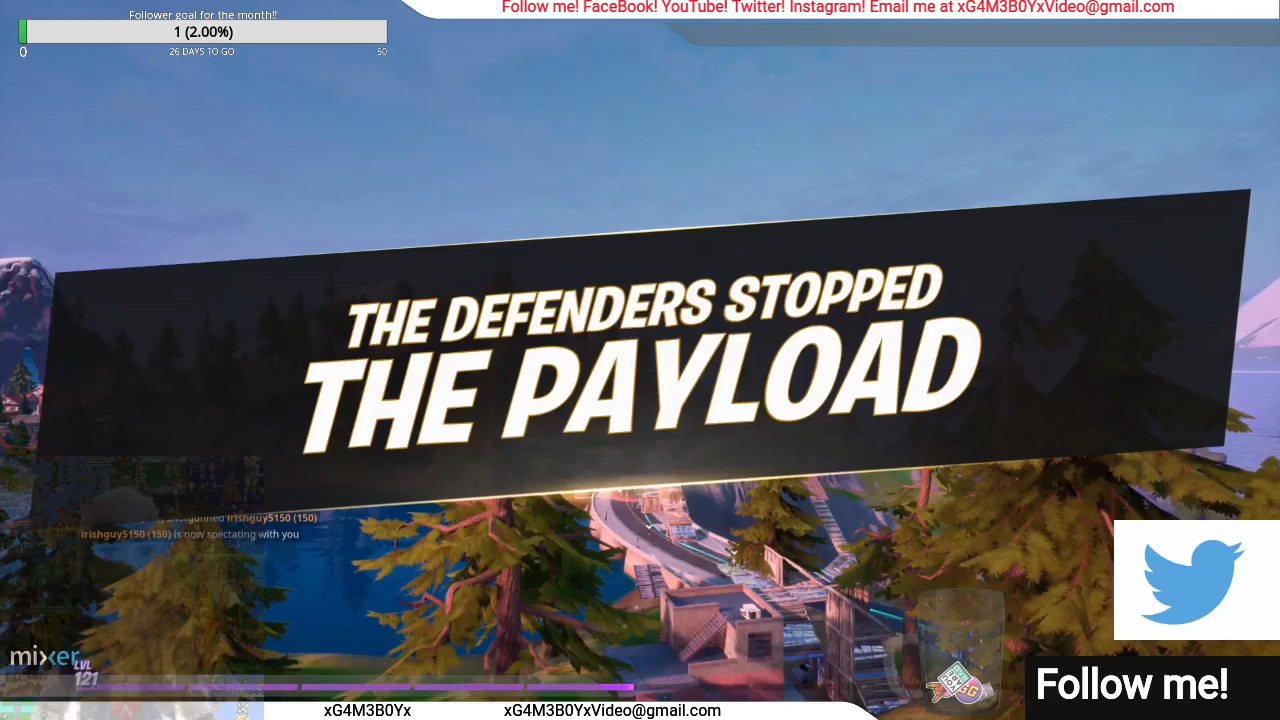 Follow me! FaceBook! YouTube! Twitter! Instagram! Email me at xG4M3B0YxVideo@gmail.com
Follower goal for the month!!
1 (2.00%)
0
26 DAYS TO GO
50
THE DEFENDERS STOPPED
THE PAYLOAD
shotgunned irishguy5150 (150)
irishguy5150 (150) is now spectating with you
mixer
LVL
121
GG
Follow me!
xG4M3B0Yx
xG4M3B0YxVideo@gmail.com